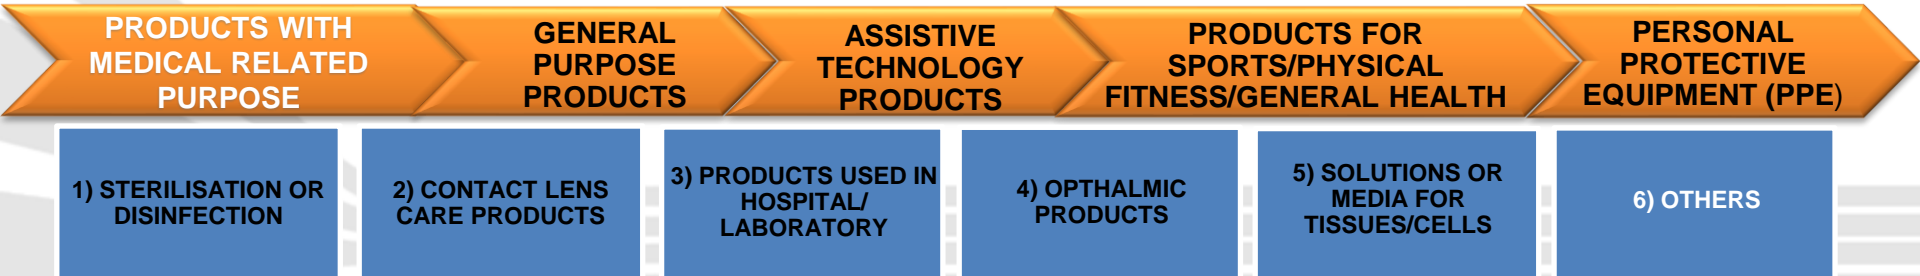 PRODUCTS WITH
MEDICAL RELATED
PURPOSE
GENERAL
PURPOSE
PRODUCTS
ASSISTIVE
TECHNOLOGY
PRODUCTS
PRODUCTS FOR
SPORTS/PHYSICAL
FITNESS/GENERAL HEALTH
PERSONAL
PROTECTIVE
EQUIPMENT (PPE)
1) STERILISATION OR
DISINFECTION
2) CONTACT LENS
CARE PRODUCTS
3) PRODUCTS USED IN
HOSPITAL/
LABORATORY
4) OPTHALMIC
PRODUCTS
5) SOLUTIONS OR
MEDIA FOR
TISSUES/CELLS
6) OTHERS